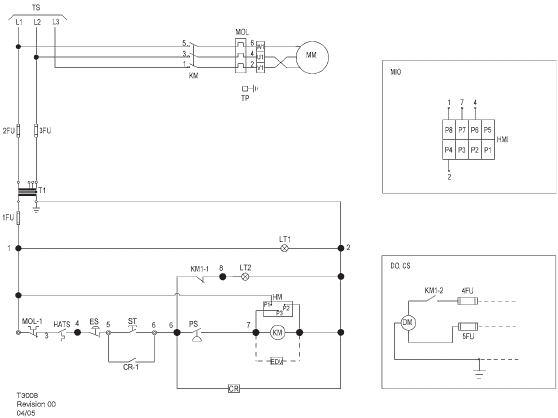 TS
L1 L2 L3
MOL
5 6 W1
3 4 U1 MM
1 2 V1
KM
TP
MIO
1 7 4
P8 P7 P6 P5
HMI
P4 P3 P2 P1
2
2FU 3FU
T1
1FU
1 LT1 2
KM1-1 8 LT2
HM
P1 P2
P3
MOL-1 HATS 4 ES 5 ST 6 6 PS 7 KM
3
CR-1
EDV
CR
DO, CS
KM1-2 4FU
DM
5FU
T3008
Revision 00
04/05